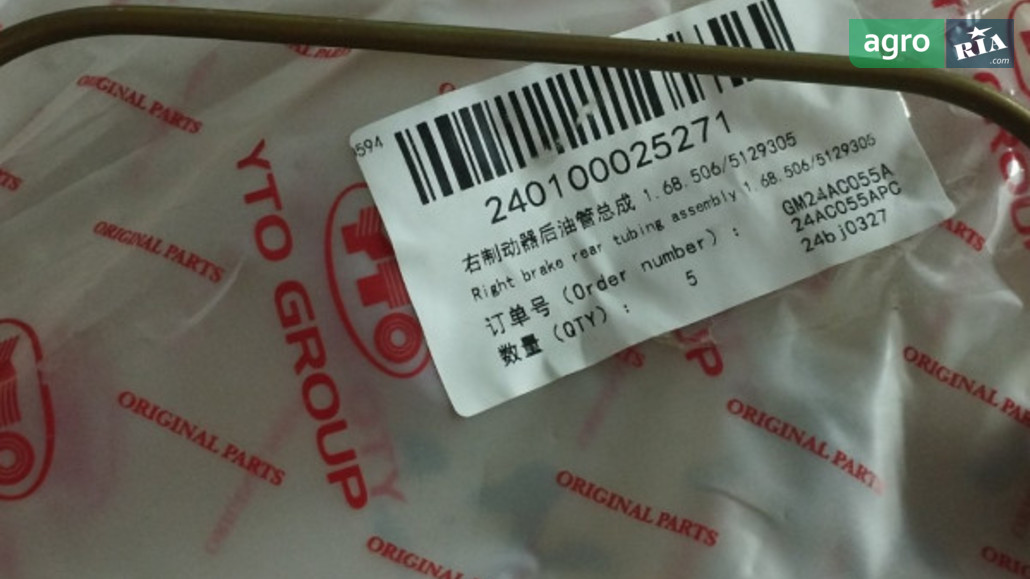 agro
RIA
.com
594
240100025271
右制动器后油管总成 1.68.506/5129305
Right brake rear tubing assembly 1.68.506/5129305
订单号 (Order number) : GM24AC055A
24AC055APC
数量 (QTY) : 5 24bj0327
YTO GROUP
YTO
ORIGINAL PARTS
ORIGINAL PARTS
ORIGINAL PARTS
ORIGINAL PARTS
ORIGINAL PARTS
ORIGINAL PARTS